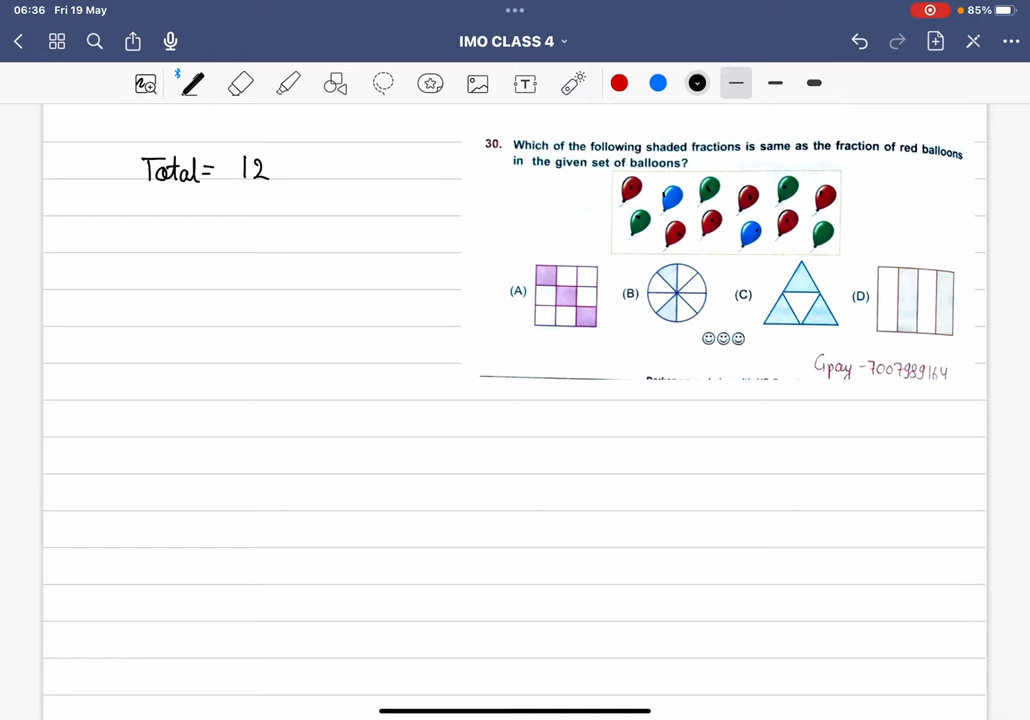 06:36 Fri 19 May
85%
IMO CLASS 4
T
Total = 12
30. Which of the following shaded fractions is same as the fraction of red balloons
in the given set of balloons?
(A)
(B)
(C)
(D)
Gpay -7007989164